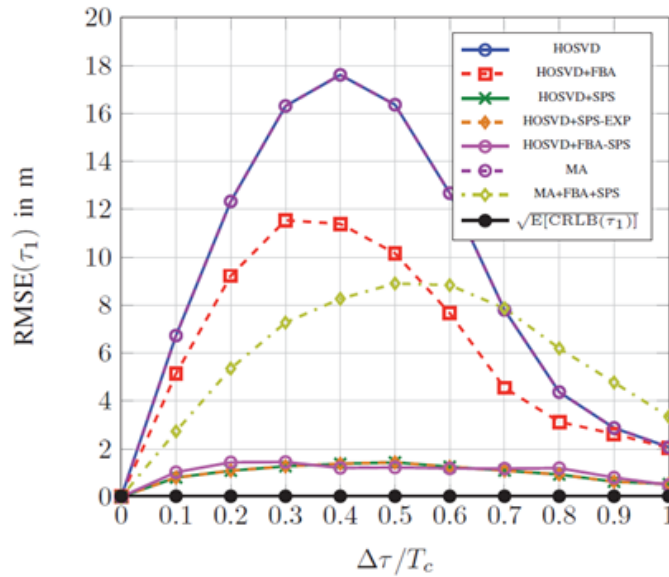 20
18
16
14
12
10
8
6
4
2
0
RMSE(τ₁) in m
HOSVD
HOSVD+FBA
HOSVD+SPS
HOSVD+SPS-EXP
HOSVD+FBA-SPS
MA
MA+FBA+SPS
√E[CRLB(τ₁)]
0 0.1 0.2 0.3 0.4 0.5 0.6 0.7 0.8 0.9 1
Δτ/T_c